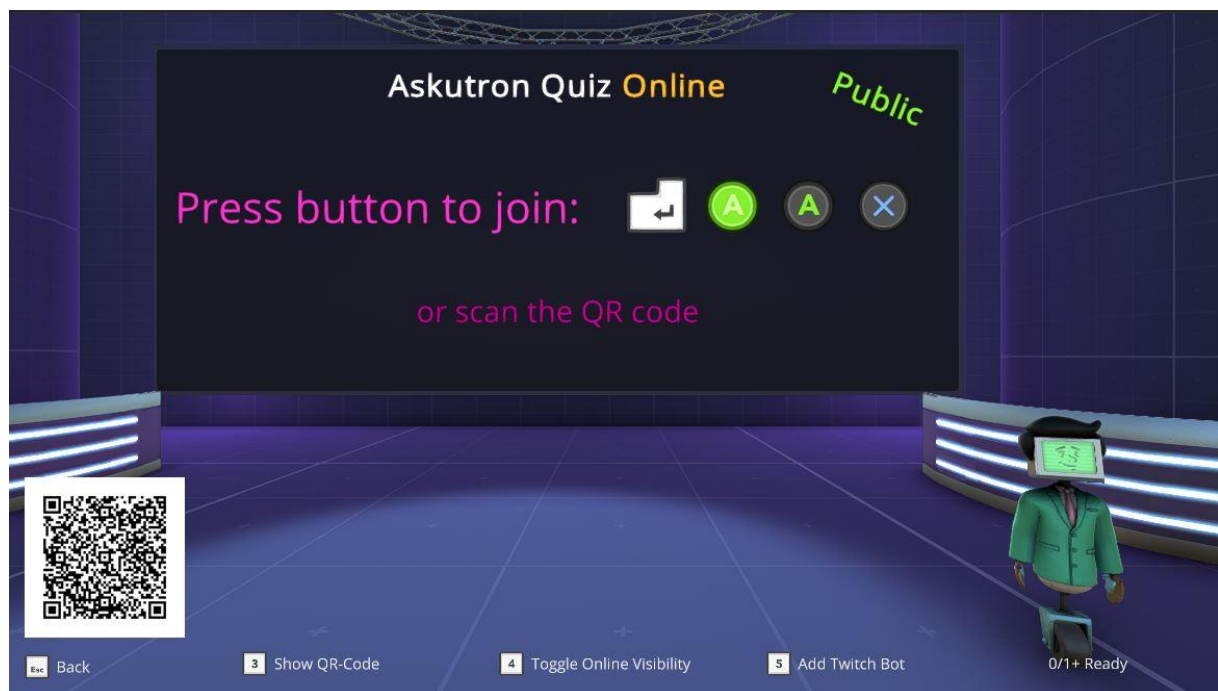 Askutron Quiz Online
Public
Press button to join: A A X
or scan the QR code
Esc Back
3 Show QR-Code
4 Toggle Online Visibility
5 Add Twitch Bot
0/1+ Ready